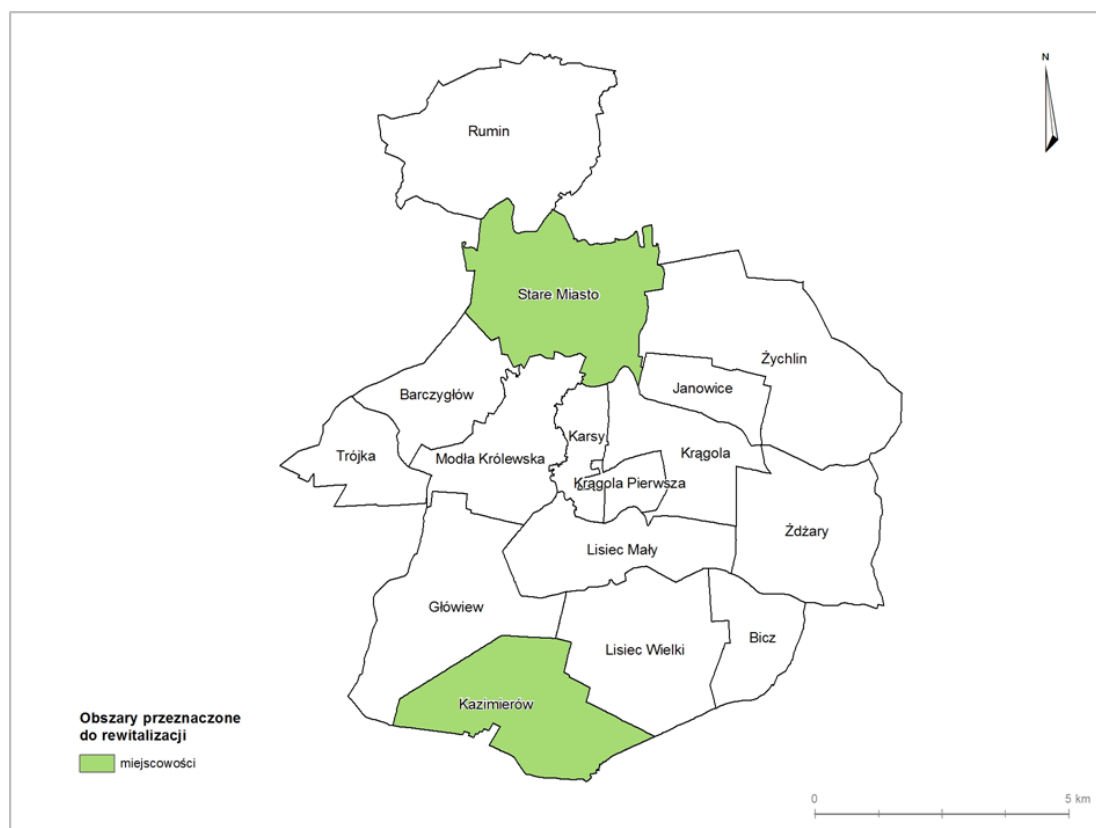 N
Rumin
Stare Miasto
Żychlin
Janowice
Barczygłów
Karsy
Krągola
Trójka
Modła Królewska
Krągola Pierwsza
Żdżary
Lisiec Mały
Główiew
Bicz
Lisiec Wielki
Kazimierów
Obszary przeznaczone
do rewitalizacji
miejscowości
0
5 km